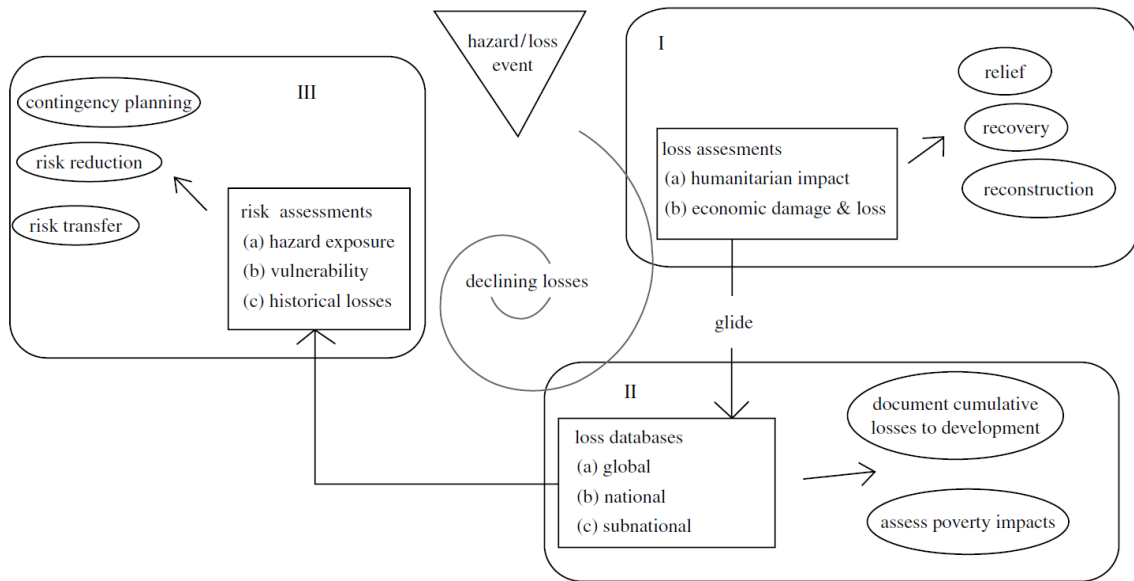 hazard/loss
event
I
relief
recovery
reconstruction
loss assesments
(a) humanitarian impact
(b) economic damage & loss
III
contingency planning
risk reduction
risk transfer
risk assessments
(a) hazard exposure
(b) vulnerability
(c) historical losses
declining losses
glide
II
loss databases
(a) global
(b) national
(c) subnational
document cumulative
losses to development
assess poverty impacts